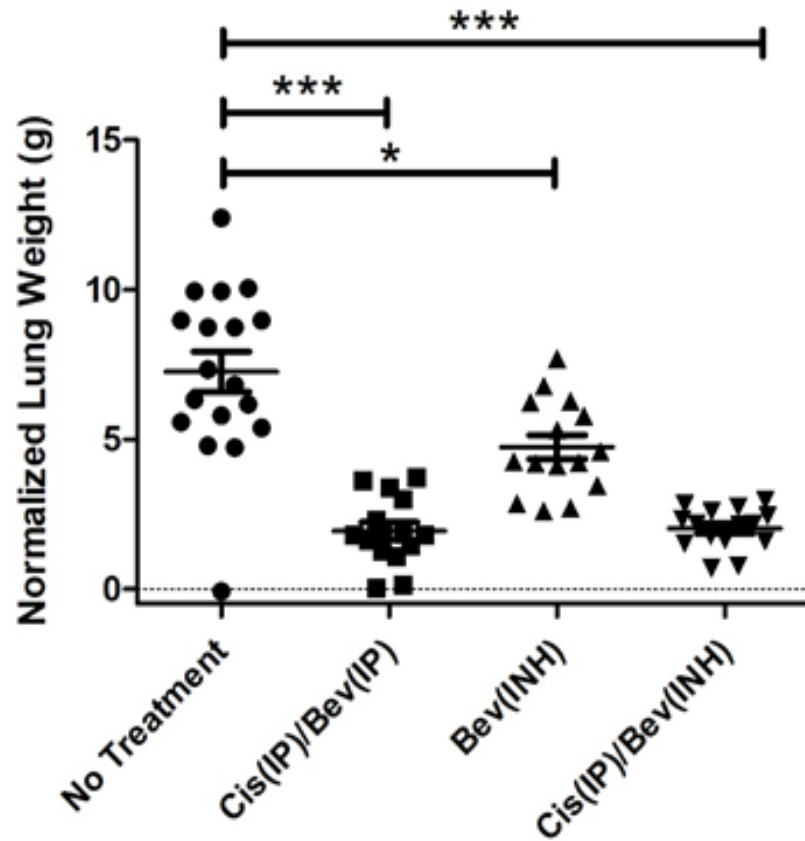 ***
***
*
15
10
5
0
Normalized Lung Weight (g)
No Treatment
Cis(IP)/Bev(IP)
Bev(INH)
Cis(IP)/Bev(INH)